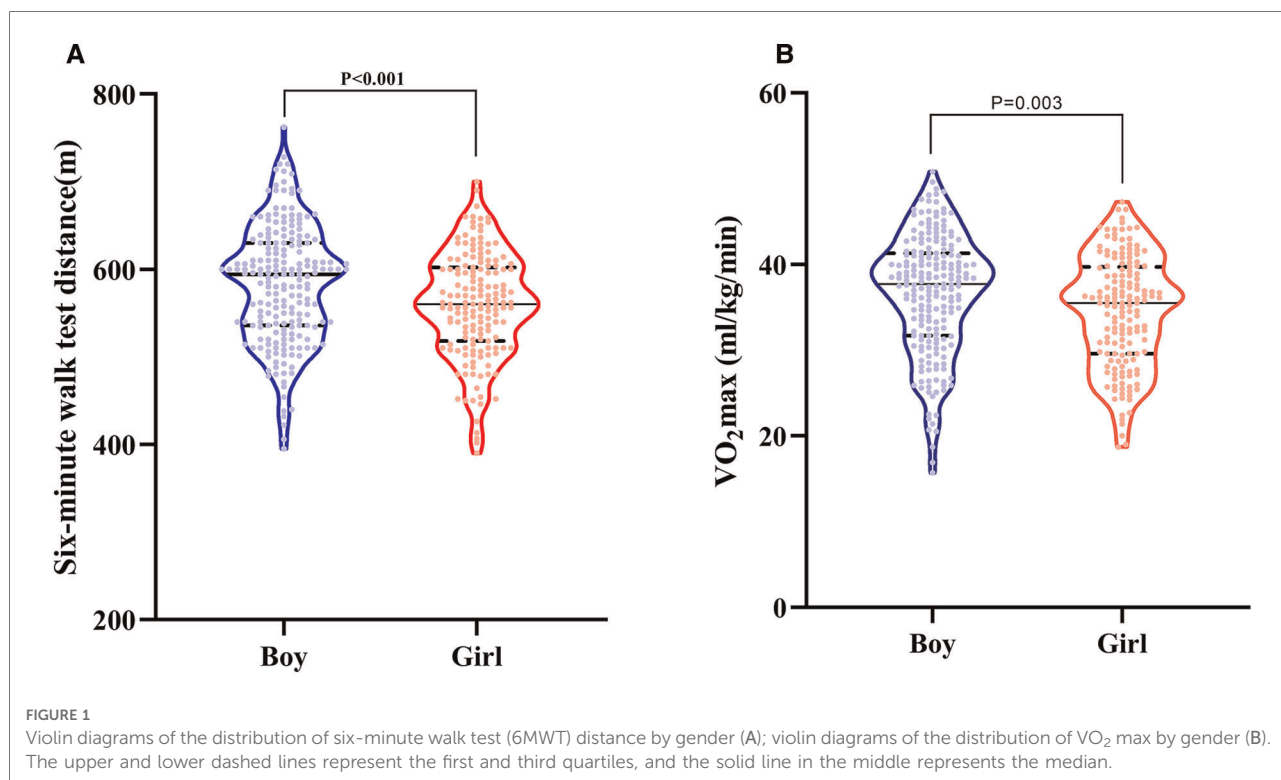 A
P<0.001
800
600
400
200
Six-minute walk test distance(m)
Boy
Girl
B
P=0.003
60
40
20
0
VO₂max (ml/kg/min)
Boy
Girl
FIGURE 1
Violin diagrams of the distribution of six-minute walk test (6MWT) distance by gender (A); violin diagrams of the distribution of VO₂ max by gender (B).
The upper and lower dashed lines represent the first and third quartiles, and the solid line in the middle represents the median.